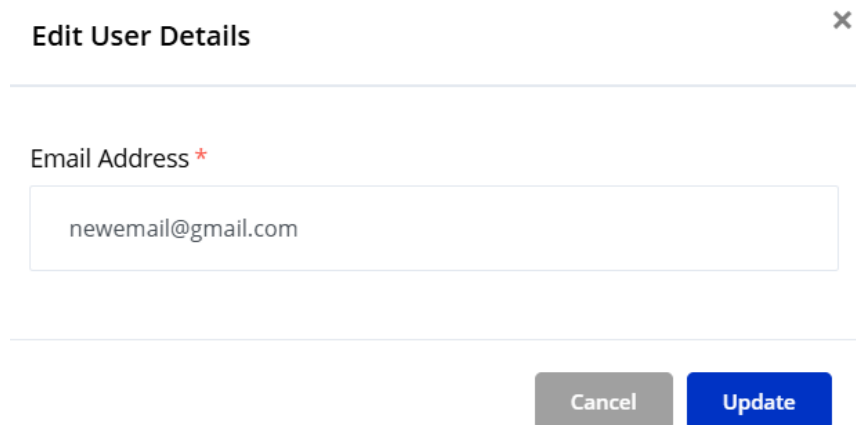 Edit User Details
Email Address *
newemail@gmail.com
Cancel Update